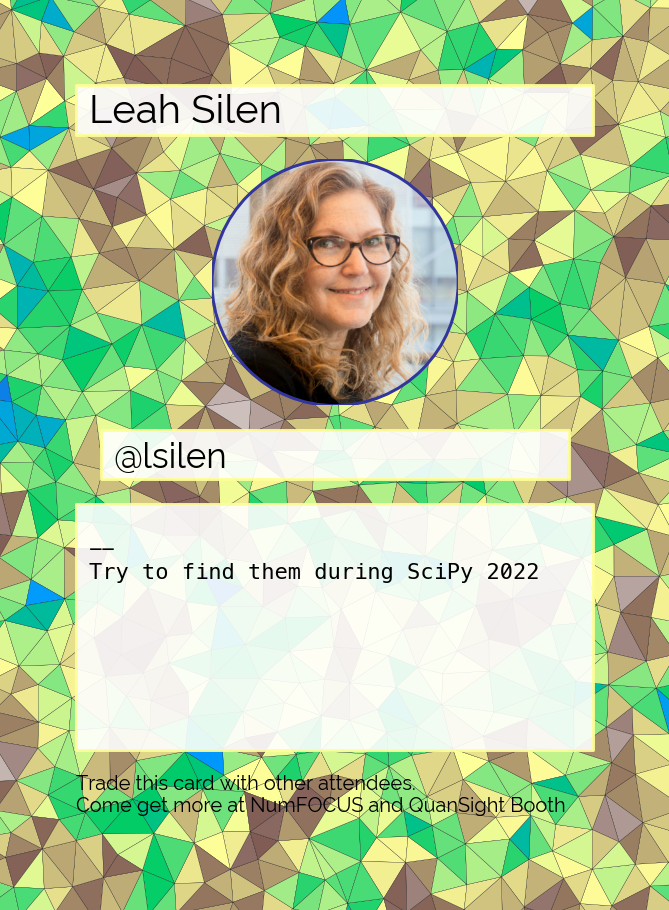 Leah Silen
@lsilen
__
Try to find them during SciPy 2022
Trade this card with other attendees.
Come get more at NumFOCUS and QuanSight Booth